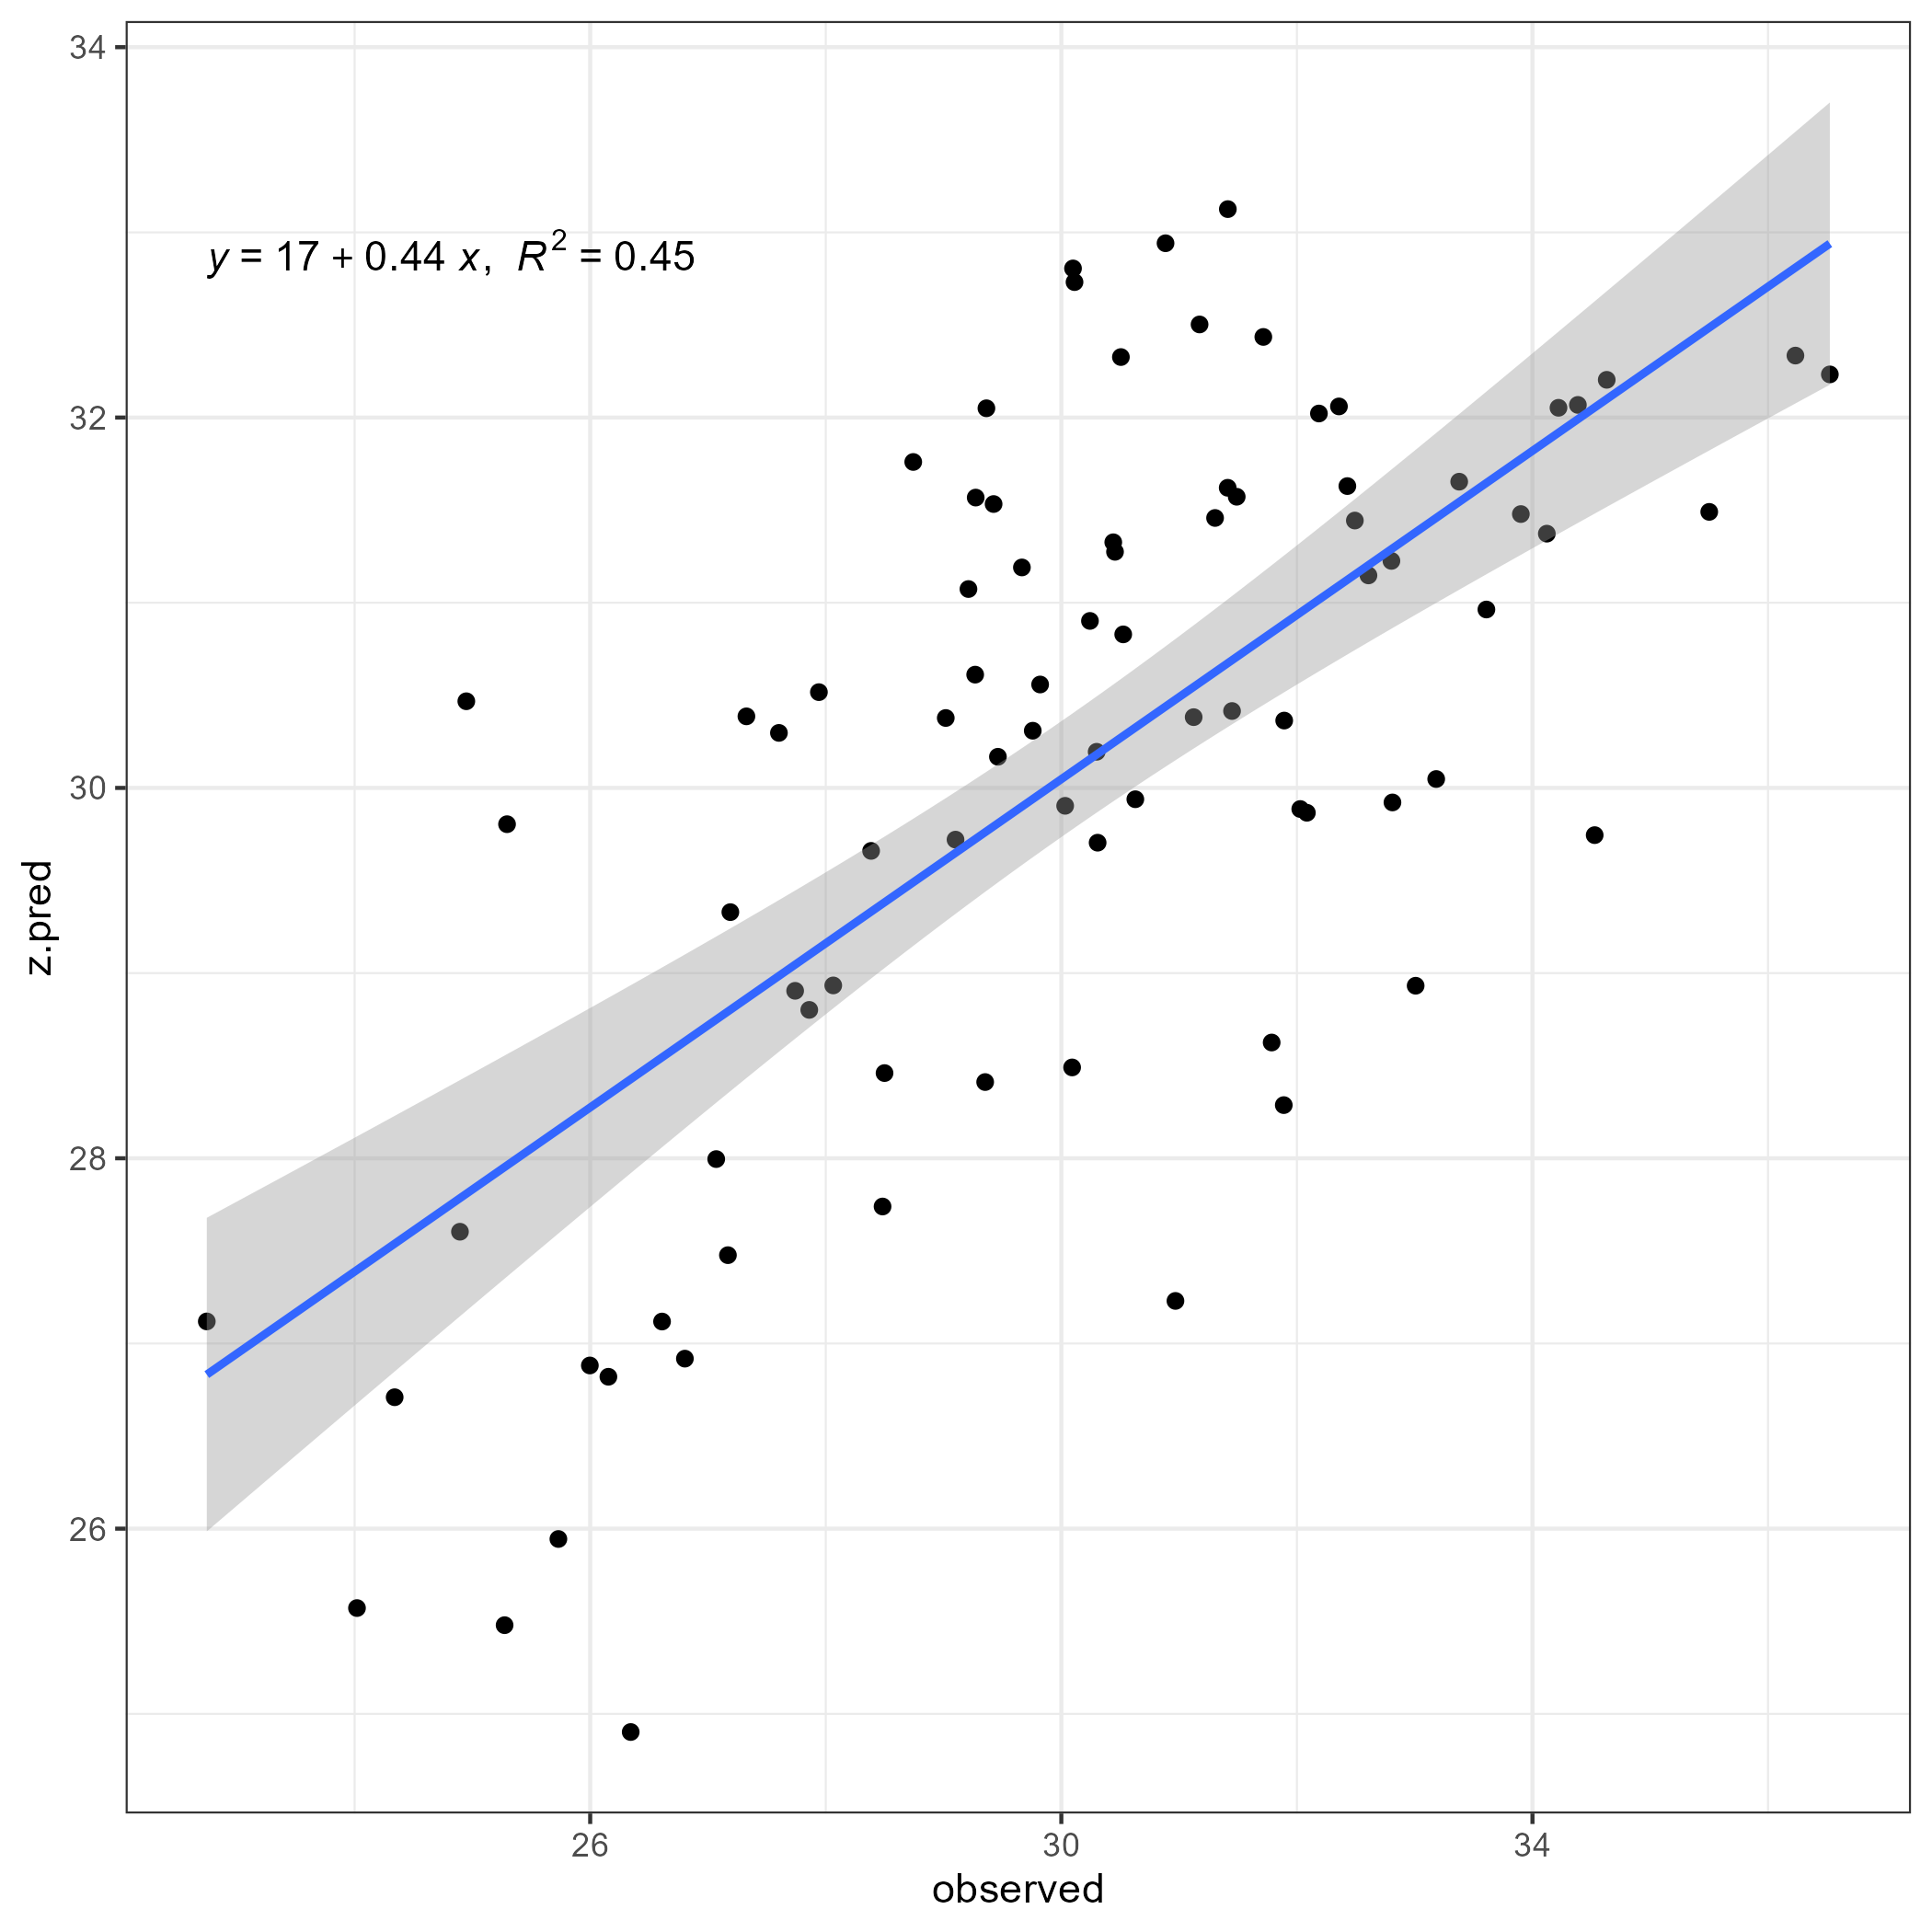 34
y = 17 + 0.44 x, R² = 0.45
32
30
28
26
z.pred
26 30 34
observed